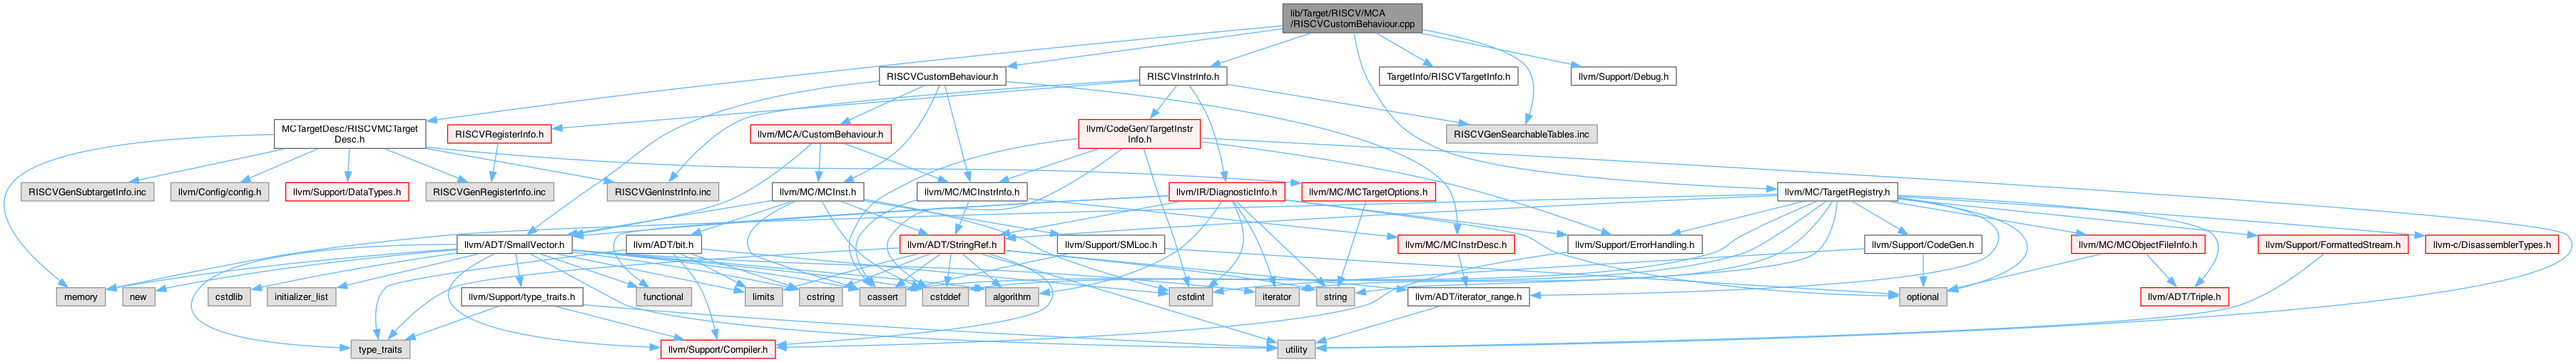 lib/Target/RISCV/MCA
/RISCVCustomBehaviour.cpp
RISCVCustomBehaviour.h
RISCVInstrInfo.h
TargetInfo/RISCVTargetInfo.h
llvm/Support/Debug.h
MCTargetDesc/RISCVMCTarget
Desc.h
RISCVRegisterInfo.h
llvm/MCA/CustomBehaviour.h
llvm/CodeGen/TargetInstr
Info.h
RISCVGenSearchableTables.inc
RISCVGenSubtargetInfo.inc
llvm/Config/config.h
llvm/Support/DataTypes.h
RISCVGenRegisterInfo.inc
RISCVGenInstrInfo.inc
llvm/MC/MCInst.h
llvm/MC/MCInstrInfo.h
llvm/IR/DiagnosticInfo.h
llvm/MC/MCTargetOptions.h
llvm/MC/TargetRegistry.h
llvm/ADT/SmallVector.h
llvm/ADT/bit.h
llvm/ADT/StringRef.h
llvm/Support/SMLoc.h
llvm/MC/MCInstrDesc.h
llvm/Support/ErrorHandling.h
llvm/Support/CodeGen.h
llvm/MC/MCObjectFileInfo.h
llvm/Support/FormattedStream.h
llvm-c/DisassemblerTypes.h
memory
new
cstdlib
initializer_list
llvm/Support/type_traits.h
functional
limits
cstring
cassert
cstddef
algorithm
cstdint
iterator
string
llvm/ADT/iterator_range.h
optional
llvm/ADT/Triple.h
type_traits
llvm/Support/Compiler.h
utility